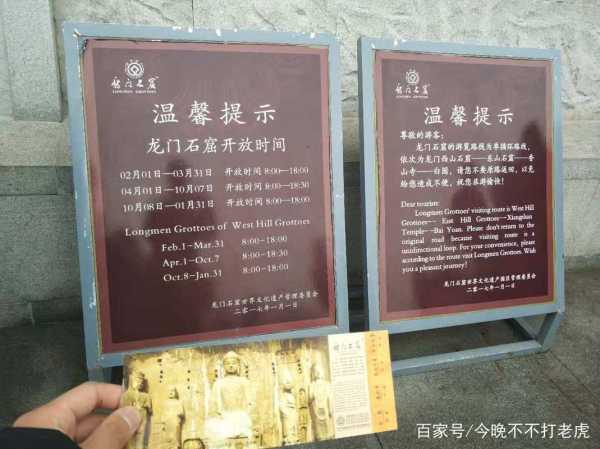 龙门石窟
LONGMEN GROTTOES
温馨提示
龙门石窟开放时间
02月01日—03月31日 开放时间 8:00—18:00
04月01日—10月07日 开放时间 8:00—18:30
10月08日—01月31日 开放时间 8:00—18:00
Longmen Grottoes of West Hill Grottoes
Feb.1-Mar.31 8:00-18:00
Apr.1-Oct.7 8:00-18:30
Oct.8-Jan.31 8:00-18:00
龙门石窟世界文化遗产管理委员会
二零一七年一月一日
龙门石窟
温馨提示
尊敬的游客：
龙门石窟的游览路线为单循环路线，
依次为龙门西山石窟——东山石窟——香
山寺——白园，请您不要原路返回，以免
给您造成不便，祝您旅游愉快！
Dear tourism:
Longmen Grottoes' visiting route is West Hill
Grottoes-- East Hill Grottoes--Xiangshan
Temple--Bai Yuan. Please don't return to the
original road because visiting route is a
unidirectional loop. For your convenience, please
according to the route visit Longmen Grottoes. Wish
you a pleasant journey!
龙门石窟世界文化遗产园区管理委员会
二零一七年一月一日
龙门石窟
百家号/今晚不不打老虎